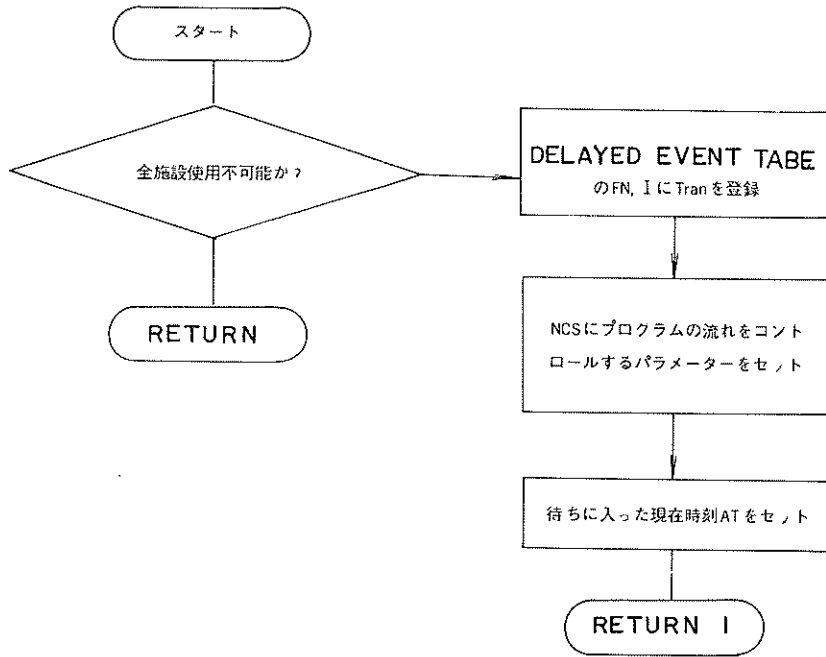 スタート
全施設使用不可能か?
RETURN
DELAYED EVENT TABE
のFN, IにTranを登録
NCSにプログラムの流れをコント
ロールするパラメーターをセット
待ちに入った現在時刻ATをセット
RETURN I